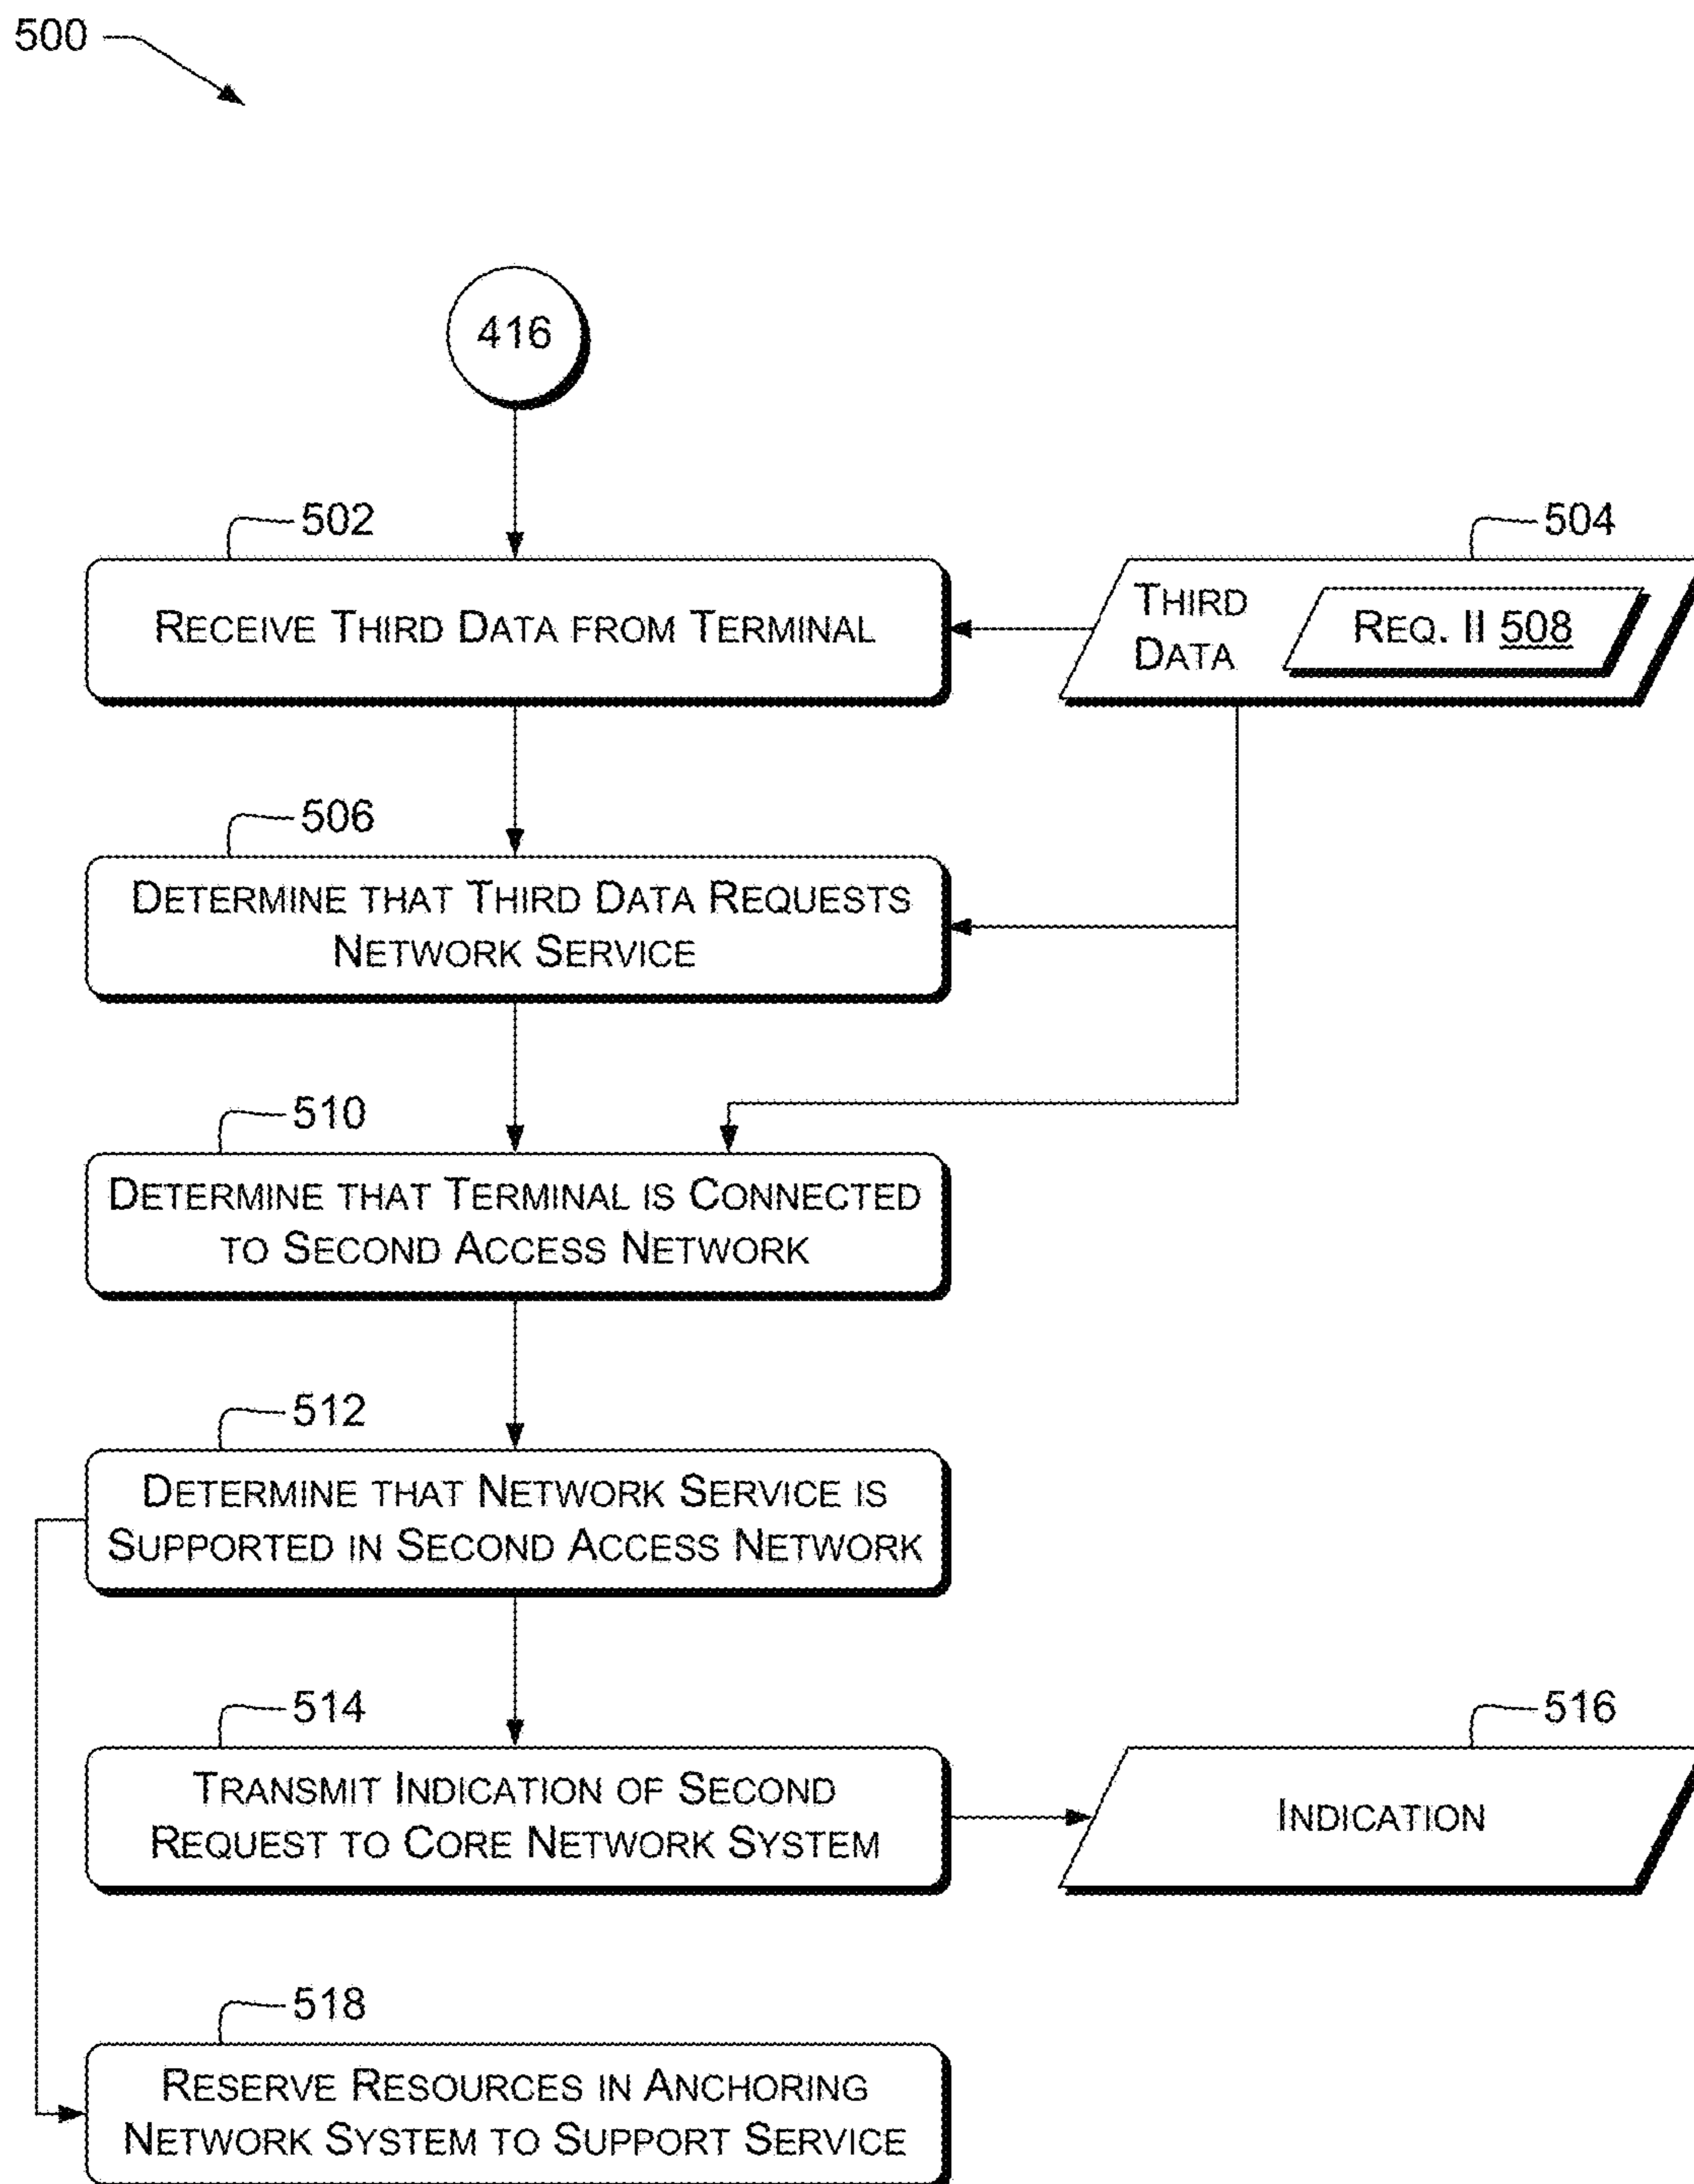 500
416
502
504
RECEIVE THIRD DATA FROM TERMINAL
THIRD
DATA
REQ. II 508
506
DETERMINE THAT THIRD DATA REQUESTS
NETWORK SERVICE
510
DETERMINE THAT TERMINAL IS CONNECTED
TO SECOND ACCESS NETWORK
512
DETERMINE THAT NETWORK SERVICE IS
SUPPORTED IN SECOND ACCESS NETWORK
514
516
TRANSMIT INDICATION OF SECOND
REQUEST TO CORE NETWORK SYSTEM
INDICATION
518
RESERVE RESOURCES IN ANCHORING
NETWORK SYSTEM TO SUPPORT SERVICE